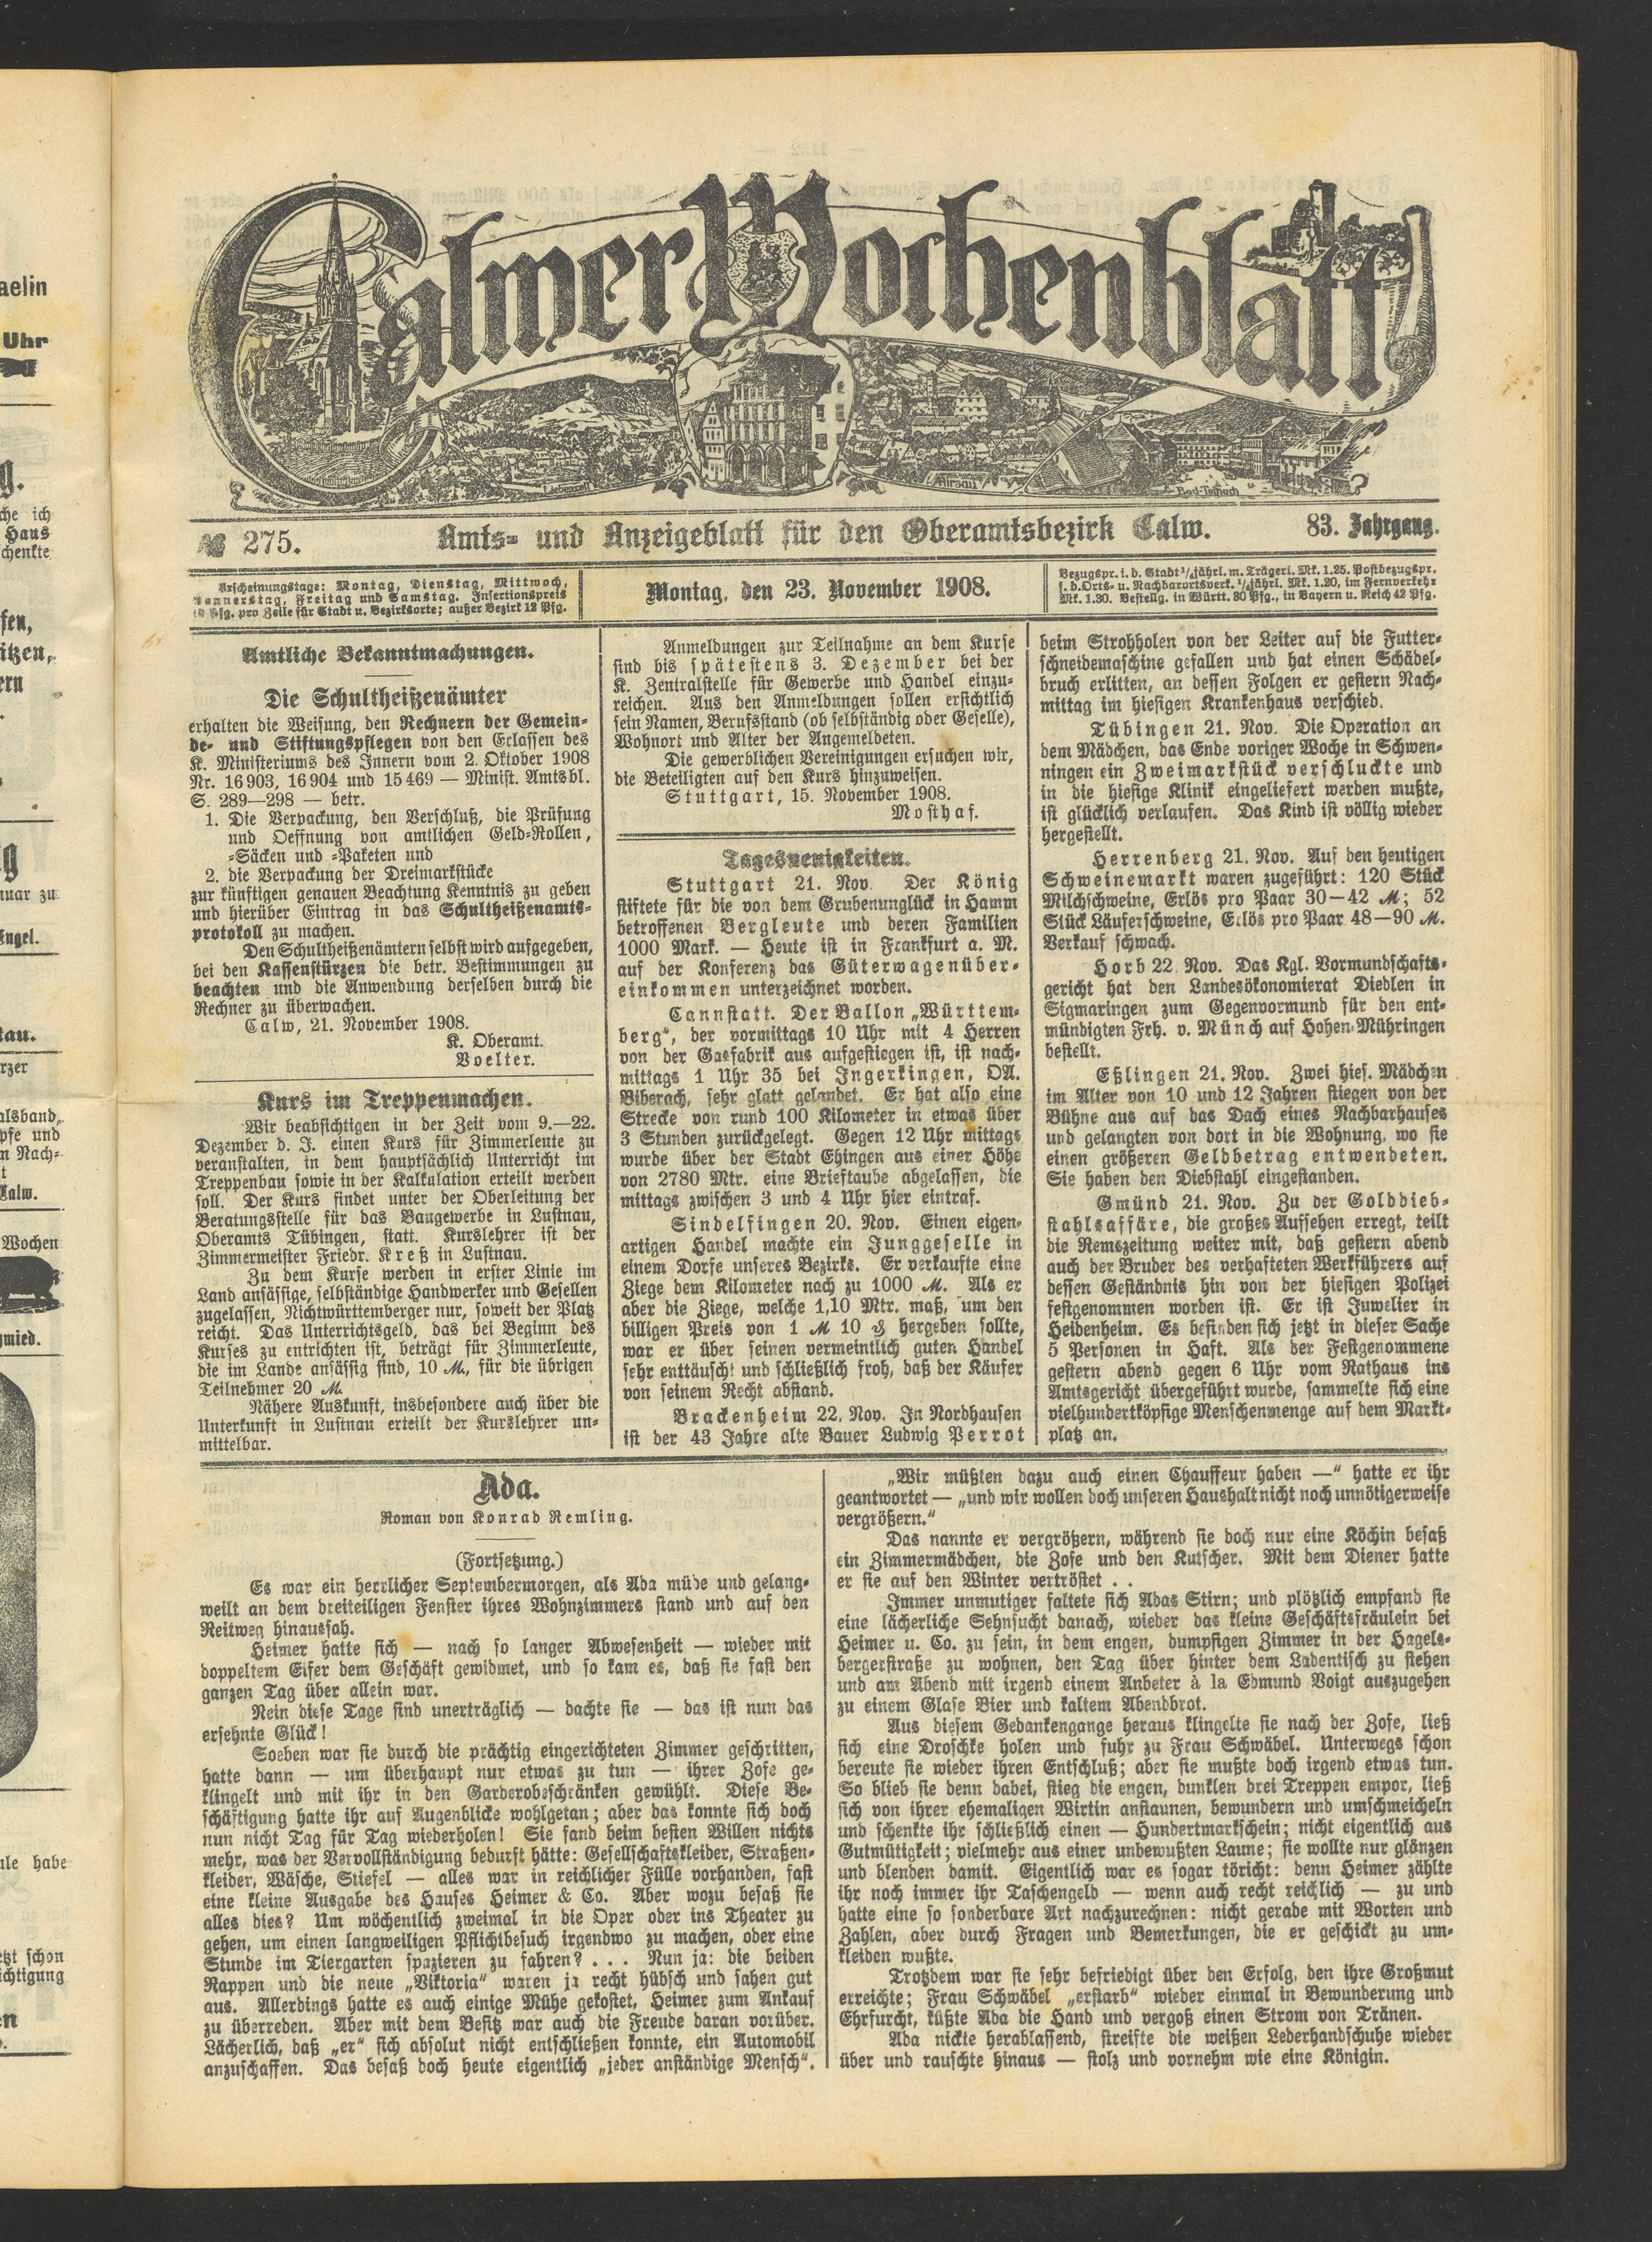 Calmer Wochenblatt
№ 275.
Amts- und Anzeigeblatt für den Oberamtsbezirk Calw.
83. Jahrgang.
Erscheinungstage: Montag, Dienstag, Mittwoch,
Donnerstag, Freitag und Samstag. Insertionspreis
Pfg. pro Zeile für Stadt u. Bezirksorte; außer Bezirk 12 Pfg.
Montag, den 23. November 1908.
Bezugspr. i. d. Stadt ¹/₄jährl. m. Trägerl. Mk. 1.25. Postbezugspr.
f. d. Orts- u. Nachbarortsverk. ¹/₄jährl. Mk. 1.20, im Fernverkehr
Mk. 1.30. Bestellg. in Württ. 30 Pfg., in Bayern u. Reich 42 Pfg.
Amtliche Bekanntmachungen.
Die Schultheißenämter
erhalten die Weisung, den Rechnern der Gemein-
de- und Stiftungspflegen von den Erlassen des
K. Ministeriums des Innern vom 2. Oktober 1908
Nr. 16903, 16904 und 15469 — Minist. Amtsbl.
S. 289—298 — betr.
1. Die Verpackung, den Verschluß, die Prüfung
und Oeffnung von amtlichen Geld-Rollen,
-Säcken und -Paketen und
2. die Verpackung der Dreimarkstücke
zur künftigen genauen Beachtung Kenntnis zu geben
und hierüber Eintrag in das Schultheißenamts-
protokoll zu machen.
Den Schultheißenämtern selbst wird aufgegeben,
bei den Kassenstürzen die betr. Bestimmungen zu
beachten und die Anwendung derselben durch die
Rechner zu überwachen.
Calw, 21. November 1908.
K. Oberamt.
Voelter.
Kurs im Treppenmachen.
Wir beabsichtigen in der Zeit vom 9.—22.
Dezember d. J. einen Kurs für Zimmerleute zu
veranstalten, in dem hauptsächlich Unterricht im
Treppenbau sowie in der Kalkulation erteilt werden
soll. Der Kurs findet unter der Oberleitung der
Beratungsstelle für das Baugewerbe in Lustnau,
Oberamts Tübingen, statt. Kurslehrer ist der
Zimmermeister Friedr. Kreß in Lustnau.
Zu dem Kurse werden in erster Linie im
Land ansässige, selbständige Handwerker und Gesellen
zugelassen, Nichtwürttemberger nur, soweit der Platz
reicht. Das Unterrichtsgeld, das bei Beginn des
Kurses zu entrichten ist, beträgt für Zimmerleute,
die im Lande ansässig sind, 10 ℳ, für die übrigen
Teilnehmer 20 ℳ.
Nähere Auskunft, insbesondere auch über die
Unterkunft in Lustnau erteilt der Kurslehrer un-
mittelbar.
Anmeldungen zur Teilnahme an dem Kurse
sind bis spätestens 3. Dezember bei der
K. Zentralstelle für Gewerbe und Handel einzu-
reichen. Aus den Anmeldungen sollen ersichtlich
sein Namen, Berufsstand (ob selbständig oder Geselle),
Wohnort und Alter der Angemeldeten.
Die gewerblichen Vereinigungen ersuchen wir,
die Beteiligten auf den Kurs hinzuweisen.
Stuttgart, 15. November 1908.
Mosthaf.
Tagesneuigkeiten.
Stuttgart 21. Nov. Der König
stiftete für die von dem Grubenunglück in Hamm
betroffenen Bergleute und deren Familien
1000 Mark. — Heute ist in Frankfurt a. M.
auf der Konferenz das Güterwagenüber-
einkommen unterzeichnet worden.
Cannstatt. Der Ballon „Württem-
berg“, der vormittags 10 Uhr mit 4 Herren
von der Gasfabrik aus aufgestiegen ist, ist nach-
mittags 1 Uhr 35 bei Ingerkingen, OA.
Biberach, sehr glatt gelandet. Er hat also eine
Strecke von rund 100 Kilometer in etwas über
3 Stunden zurückgelegt. Gegen 12 Uhr mittags
wurde über der Stadt Ehingen aus einer Höhe
von 2780 Mtr. eine Brieftaube abgelassen, die
mittags zwischen 3 und 4 Uhr hier eintraf.
Sindelfingen 20. Nov. Einen eigen-
artigen Handel machte ein Junggeselle in
einem Dorfe unseres Bezirks. Er verkaufte eine
Ziege dem Kilometer nach zu 1000 ℳ. Als er
aber die Ziege, welche 1,10 Mtr. maß, um den
billigen Preis von 1 ℳ 10 ₰ hergeben sollte,
war er über seinen vermeintlich guten Handel
sehr enttäuscht und schließlich froh, daß der Käufer
von seinem Recht abstand.
Brackenheim 22. Nov. In Nordhausen
ist der 43 Jahre alte Bauer Ludwig Perrot
beim Strohholen von der Leiter auf die Futter-
schneidemaschine gefallen und hat einen Schädel-
bruch erlitten, an dessen Folgen er gestern Nach-
mittag im hiesigen Krankenhaus verschied.
Tübingen 21. Nov. Die Operation an
dem Mädchen, das Ende voriger Woche in Schwen-
ningen ein Zweimarkstück verschluckte und
in die hiesige Klinik eingeliefert werden mußte,
ist glücklich verlaufen. Das Kind ist völlig wieder
hergestellt.
Herrenberg 21. Nov. Auf den heutigen
Schweinemarkt waren zugeführt: 120 Stück
Milchschweine, Erlös pro Paar 30—42 ℳ; 52
Stück Läuferschweine, Erlös pro Paar 48—90 ℳ.
Verkauf schwach.
Horb 22. Nov. Das Kgl. Vormundschafts-
gericht hat den Landesökonomierat Diedlen in
Sigmaringen zum Gegenvormund für den ent-
mündigten Frh. v. Münch auf Hohen-Mühringen
bestellt.
Eßlingen 21. Nov. Zwei hies. Mädchen
im Alter von 10 und 12 Jahren stiegen von der
Bühne aus auf das Dach eines Nachbarhauses
und gelangten von dort in die Wohnung, wo sie
einen größeren Geldbetrag entwendeten.
Sie haben den Diebstahl eingestanden.
Gmünd 21. Nov. Zu der Golddieb-
stahlsaffäre, die großes Aufsehen erregt, teilt
die Remszeitung weiter mit, daß gestern abend
auch der Bruder des verhafteten Werkführers auf
dessen Geständnis hin von der hiesigen Polizei
festgenommen worden ist. Er ist Juwelier in
Heidenheim. Es befinden sich jetzt in dieser Sache
5 Personen in Haft. Als der Festgenommene
gestern abend gegen 6 Uhr vom Rathaus ins
Amtsgericht übergeführt wurde, sammelte sich eine
vielhundertköpfige Menschenmenge auf dem Markt-
platz an.
Ada.
Roman von Konrad Remling.
(Fortsetzung.)
Es war ein herrlicher Septembermorgen, als Ada müde und gelang-
weilt an dem dreiteiligen Fenster ihres Wohnzimmers stand und auf den
Reitweg hinaussah.
Heimer hatte sich — nach so langer Abwesenheit — wieder mit
doppeltem Eifer dem Geschäft gewidmet, und so kam es, daß sie fast den
ganzen Tag über allein war.
Nein diese Tage sind unerträglich — dachte sie — das ist nun das
ersehnte Glück!
Soeben war sie durch die prächtig eingerichteten Zimmer geschritten,
hatte dann — um überhaupt nur etwas zu tun — ihrer Zofe ge-
klingelt und mit ihr in den Garderobeschränken gewühlt. Diese Be-
schäftigung hatte ihr auf Augenblicke wohlgetan; aber das konnte sich doch
nun nicht Tag für Tag wiederholen! Sie fand beim besten Willen nichts
mehr, was der Vervollständigung bedurft hätte: Gesellschaftskleider, Straßen-
kleider, Wäsche, Stiefel — alles war in reichlicher Fülle vorhanden, fast
eine kleine Ausgabe des Hauses Heimer & Co. Aber wozu besaß sie
alles dies? Um wöchentlich zweimal in die Oper oder ins Theater zu
gehen, um einen langweiligen Pflichtbesuch irgendwo zu machen, oder eine
Stunde im Tiergarten spazieren zu fahren? . . . Nun ja: die beiden
Rappen und die neue „Viktoria“ waren ja recht hübsch und sahen gut
aus. Allerdings hatte es auch einige Mühe gekostet, Heimer zum Ankauf
zu überreden. Aber mit dem Besitz war auch die Freude daran vorüber.
Lächerlich, daß „er“ sich absolut nicht entschließen konnte, ein Automobil
anzuschaffen. Das besaß doch heute eigentlich „jeder anständige Mensch“.
„Wir müßten dazu auch einen Chauffeur haben —“ hatte er ihr
geantwortet — „und wir wollen doch unseren Haushalt nicht noch unnötigerweise
vergrößern.“
Das nannte er vergrößern, während sie doch nur eine Köchin besaß
ein Zimmermädchen, die Zofe und den Kutscher. Mit dem Diener hatte
er sie auf den Winter vertröstet . .
Immer unmutiger faltete sich Adas Stirn; und plötzlich empfand sie
eine lächerliche Sehnsucht danach, wieder das kleine Geschäftsfräulein bei
Heimer u. Co. zu sein, in dem engen, dumpfigen Zimmer in der Hagels-
bergerstraße zu wohnen, den Tag über hinter dem Ladentisch zu stehen
und am Abend mit irgend einem Anbeter à la Edmund Voigt auszugehen
zu einem Glase Bier und kaltem Abendbrot.
Aus diesem Gedankengange heraus klingelte sie nach der Zofe, ließ
sich eine Droschke holen und fuhr zu Frau Schwäbel. Unterwegs schon
bereute sie wieder ihren Entschluß; aber sie mußte doch irgend etwas tun.
So blieb sie denn dabei, stieg die engen, dunklen drei Treppen empor, ließ
sich von ihrer ehemaligen Wirtin anstaunen, bewundern und umschmeicheln
und schenkte ihr schließlich einen — Hundertmarkschein; nicht eigentlich aus
Gutmütigkeit; vielmehr aus einer unbewußten Laune; sie wollte nur glänzen
und blenden damit. Eigentlich war es sogar töricht: denn Heimer zählte
ihr noch immer ihr Taschengeld — wenn auch recht reichlich — zu und
hatte eine so sonderbare Art nachzurechnen: nicht gerade mit Worten und
Zahlen, aber durch Fragen und Bemerkungen, die er geschickt zu um-
kleiden wußte.
Trotzdem war sie sehr befriedigt über den Erfolg, den ihre Großmut
erreichte; Frau Schwäbel „erstarb“ wieder einmal in Bewunderung und
Ehrfurcht, küßte Ada die Hand und vergoß einen Strom von Tränen.
Ada nickte herablassend, streifte die weißen Lederhandschuhe wieder
über und rauschte hinaus — stolz und vornehm wie eine Königin.